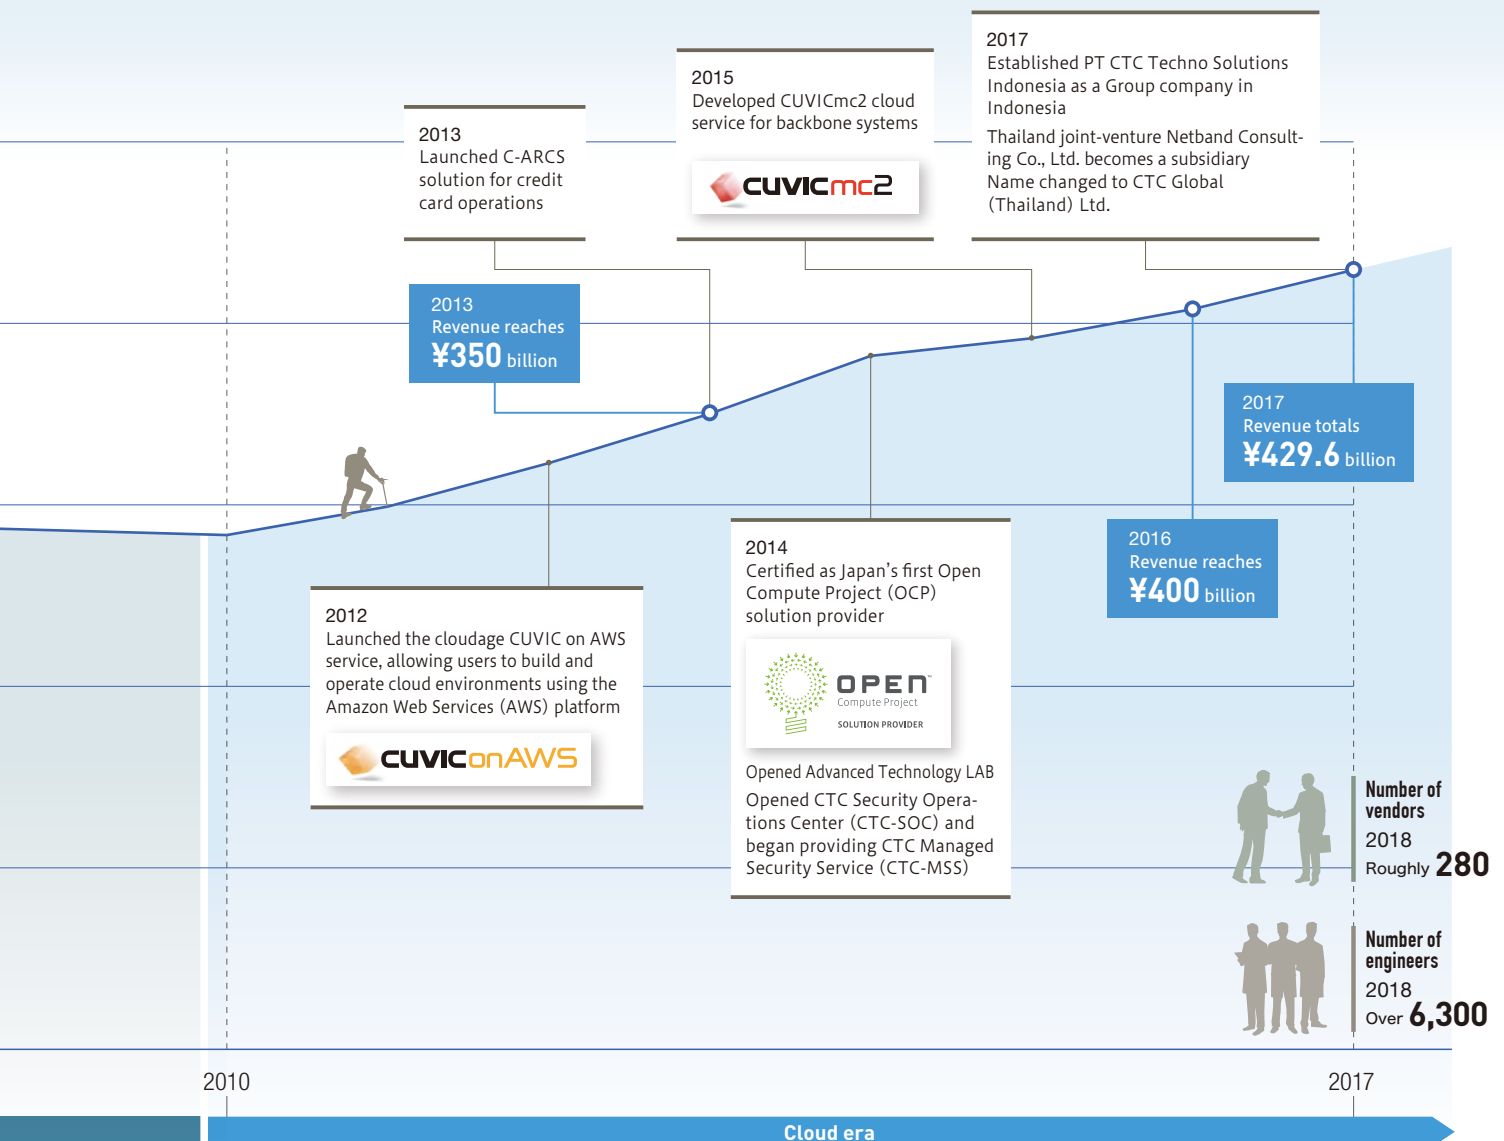 2013
Launched C-ARCS
solution for credit
card operations
2015
Developed CUVICmc2 cloud
service for backbone systems
CUVICmc2
2017
Established PT CTC Techno Solutions
Indonesia as a Group company in
Indonesia
Thailand joint-venture Netband Consult-
ing Co., Ltd. becomes a subsidiary
Name changed to CTC Global
(Thailand) Ltd.
2013
Revenue reaches
¥350 billion
2017
Revenue totals
¥429.6 billion
2016
Revenue reaches
¥400 billion
2012
Launched the cloudage CUVIC on AWS
service, allowing users to build and
operate cloud environments using the
Amazon Web Services (AWS) platform
CUVIConAWS
2014
Certified as Japan's first Open
Compute Project (OCP)
solution provider
OPEN™
Compute Project
SOLUTION PROVIDER
Opened Advanced Technology LAB
Opened CTC Security Opera-
tions Center (CTC-SOC) and
began providing CTC Managed
Security Service (CTC-MSS)
Number of
vendors
2018
Roughly 280
Number of
engineers
2018
Over 6,300
2010
2017
Cloud era